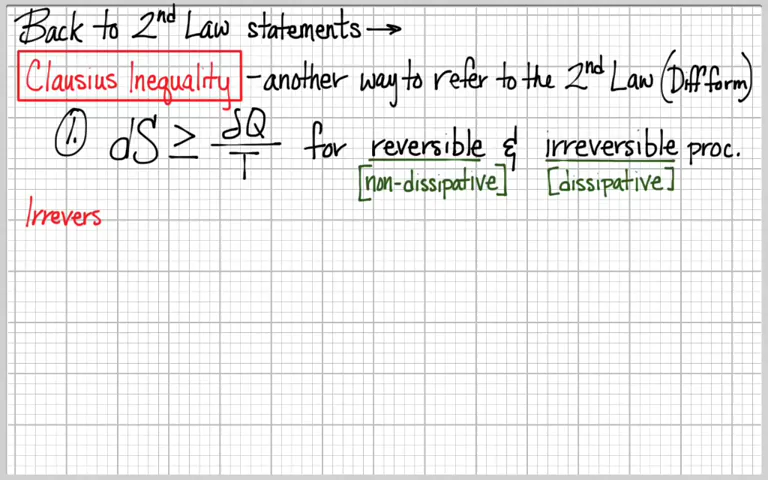 Back to 2nd Law statements →
Clausius Inequality - another way to refer to the 2nd Law (Diff form)
1. dS ≥ δQ/T for reversible & irreversible proc.
[non-dissipative] [dissipative]
Irrevers